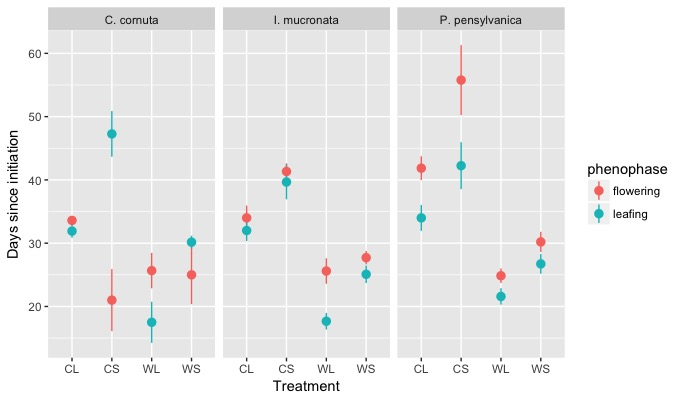 C. cornuta I. mucronata P. pensylvanica
60
50
40
30
20
Days since initiation
CL CS WL WS CL CS WL WS CL CS WL WS
Treatment
phenophase
flowering
leafing